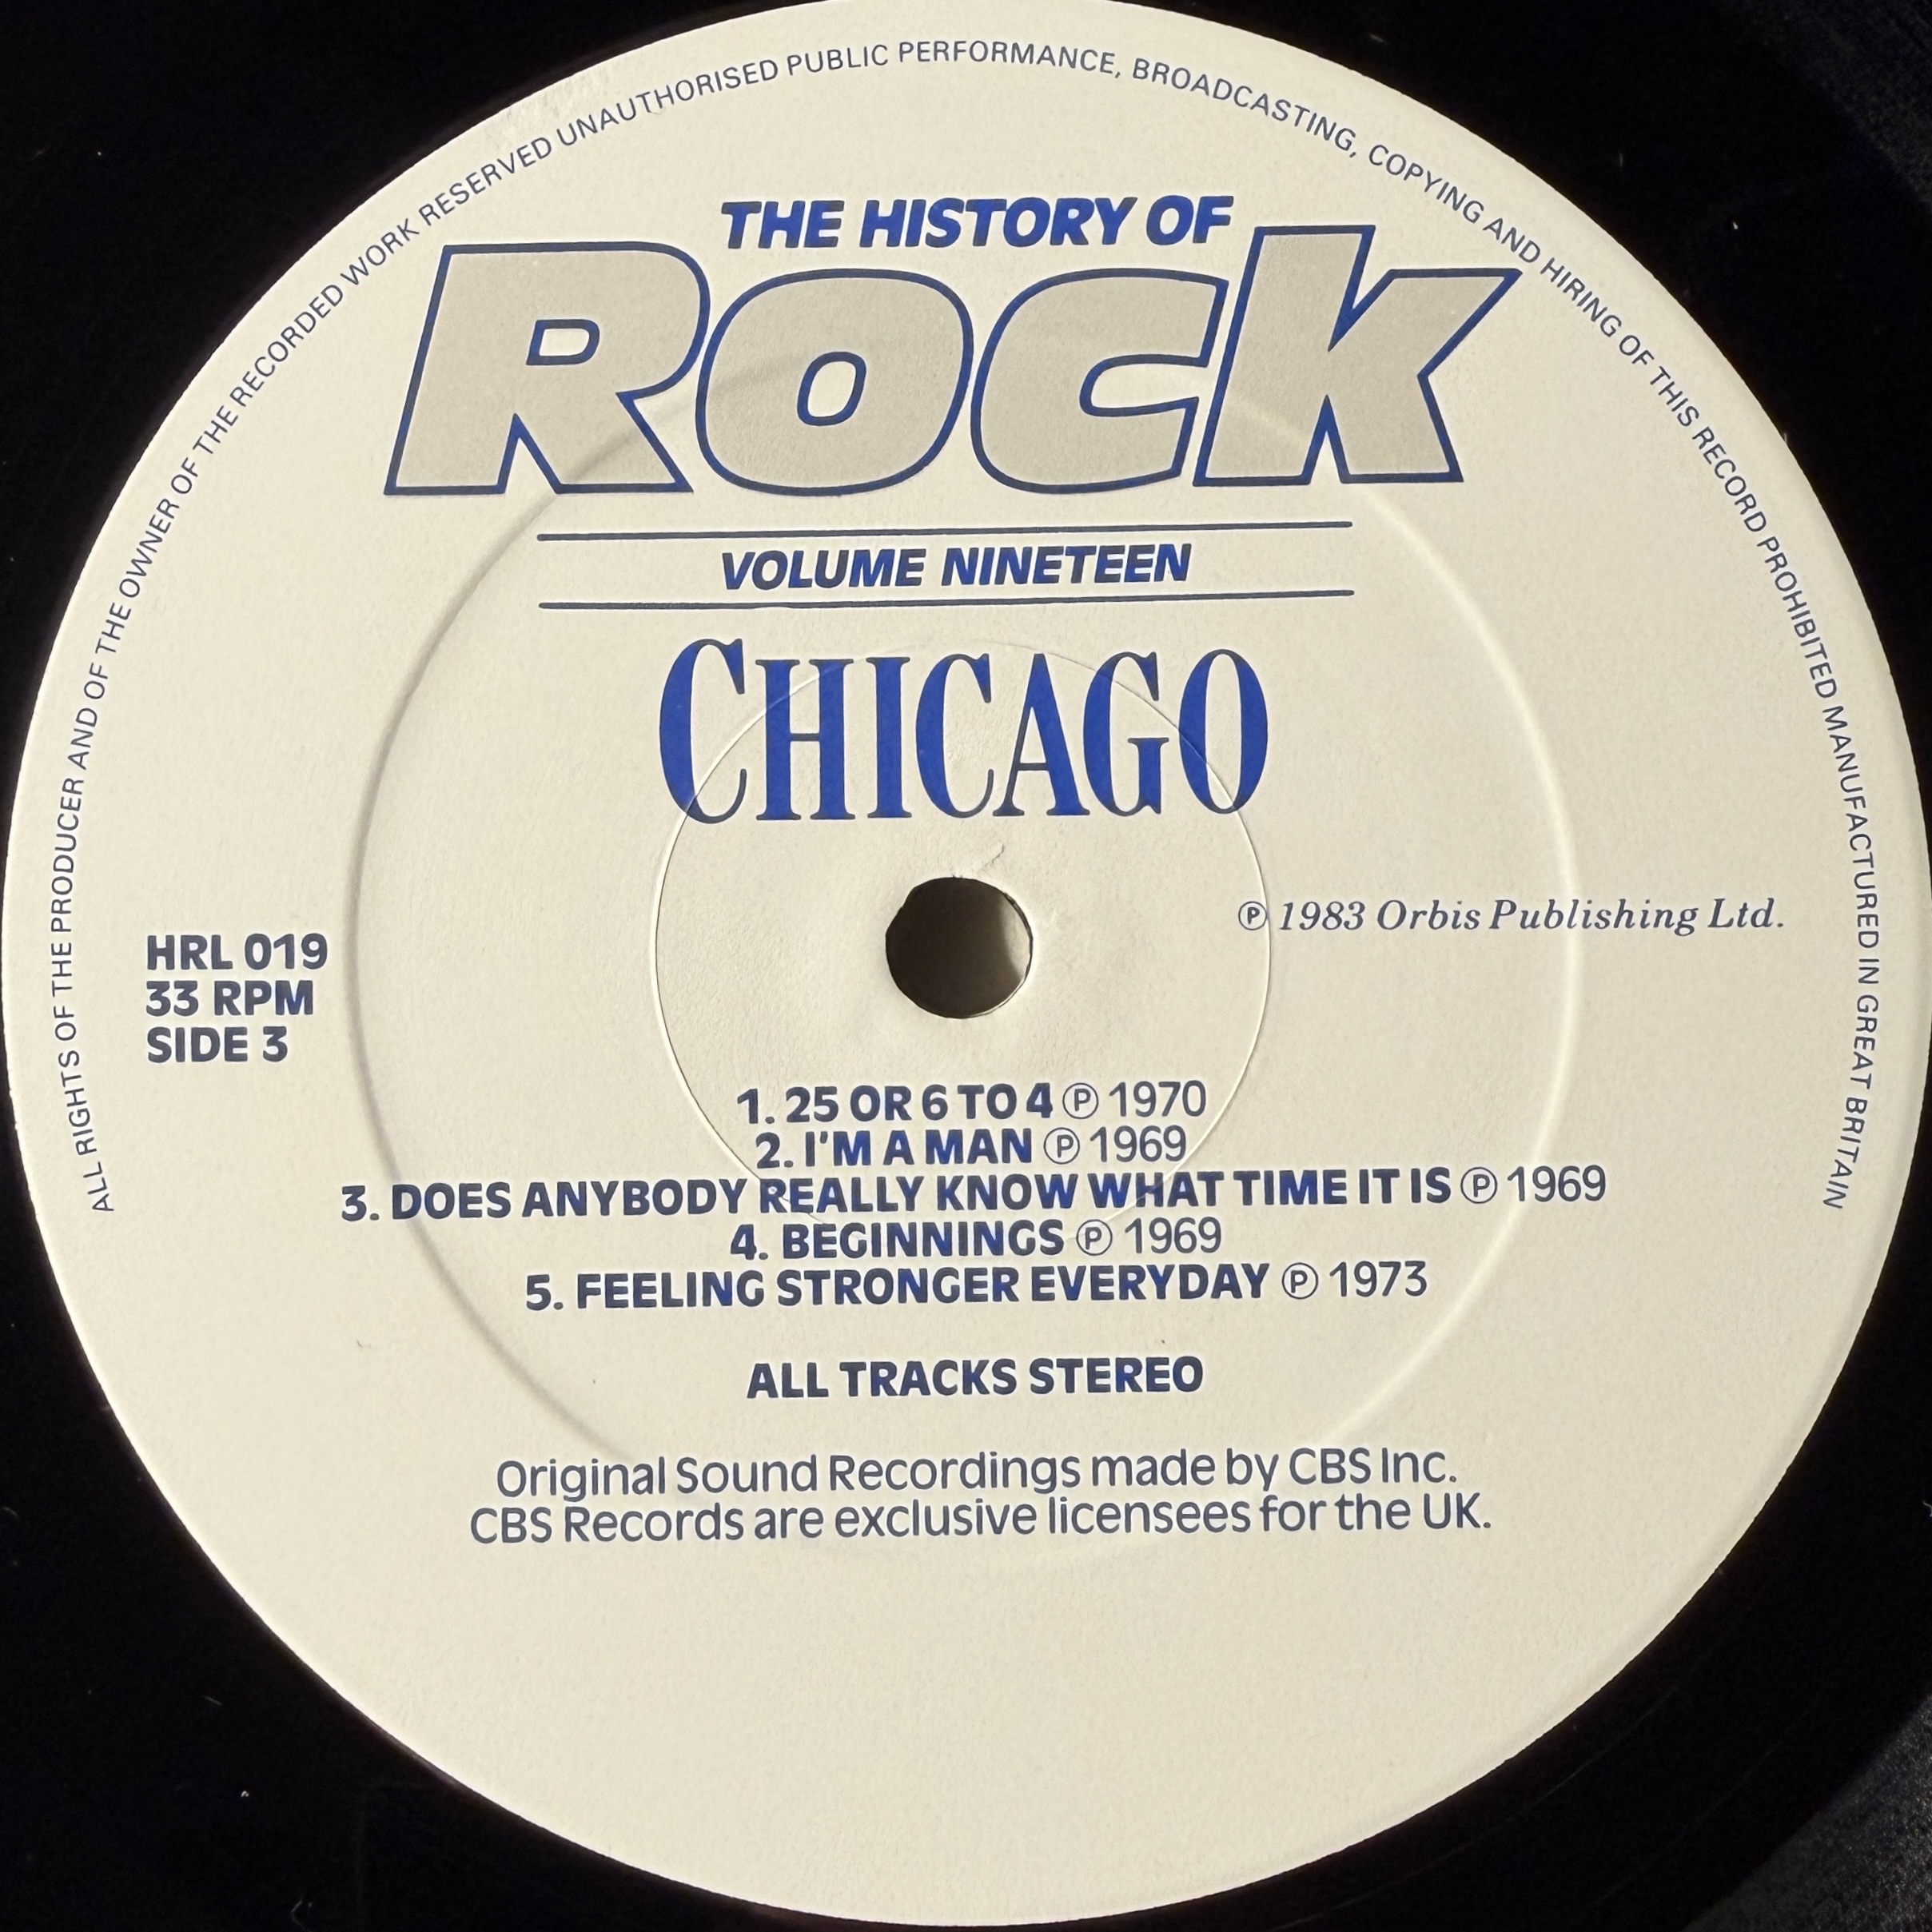 ALL RIGHTS OF THE PRODUCER AND OF THE OWNER OF THE RECORDED WORK RESERVED UNAUTHORISED PUBLIC PERFORMANCE, BROADCASTING, COPYING AND HIRING OF THIS RECORD PROHIBITED MANUFACTURED IN GREAT BRITAIN
THE HISTORY OF
ROCK
VOLUME NINETEEN
CHICAGO
℗ 1983 Orbis Publishing Ltd.
HRL 019
33 RPM
SIDE 3
1. 25 OR 6 TO 4 ℗ 1970
2. I'M A MAN ℗ 1969
3. DOES ANYBODY REALLY KNOW WHAT TIME IT IS ℗ 1969
4. BEGINNINGS ℗ 1969
5. FEELING STRONGER EVERYDAY ℗ 1973
ALL TRACKS STEREO
Original Sound Recordings made by CBS Inc.
CBS Records are exclusive licensees for the UK.